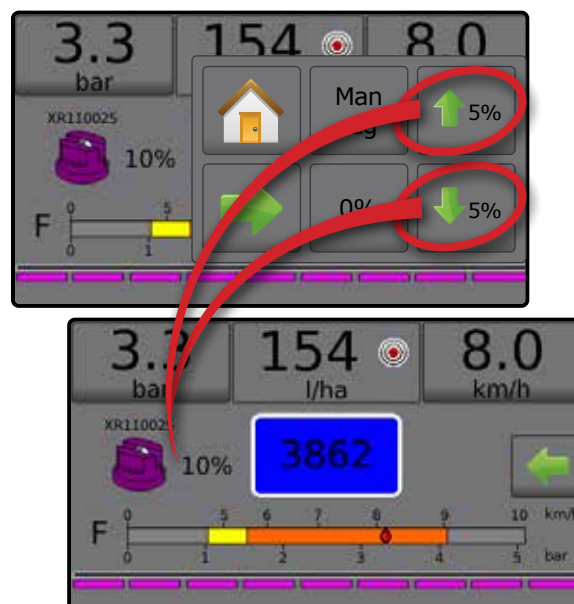 3.3 154 8.0
bar
Man
5%
XR110025
10%
0% 5%
F
0 5
0 1
3.3 154 8.0
bar l/ha km/h
XR11002
10% 3862
0 5 6 7 8 9 10 km/h
F
0 1 2 3 4 5 bar